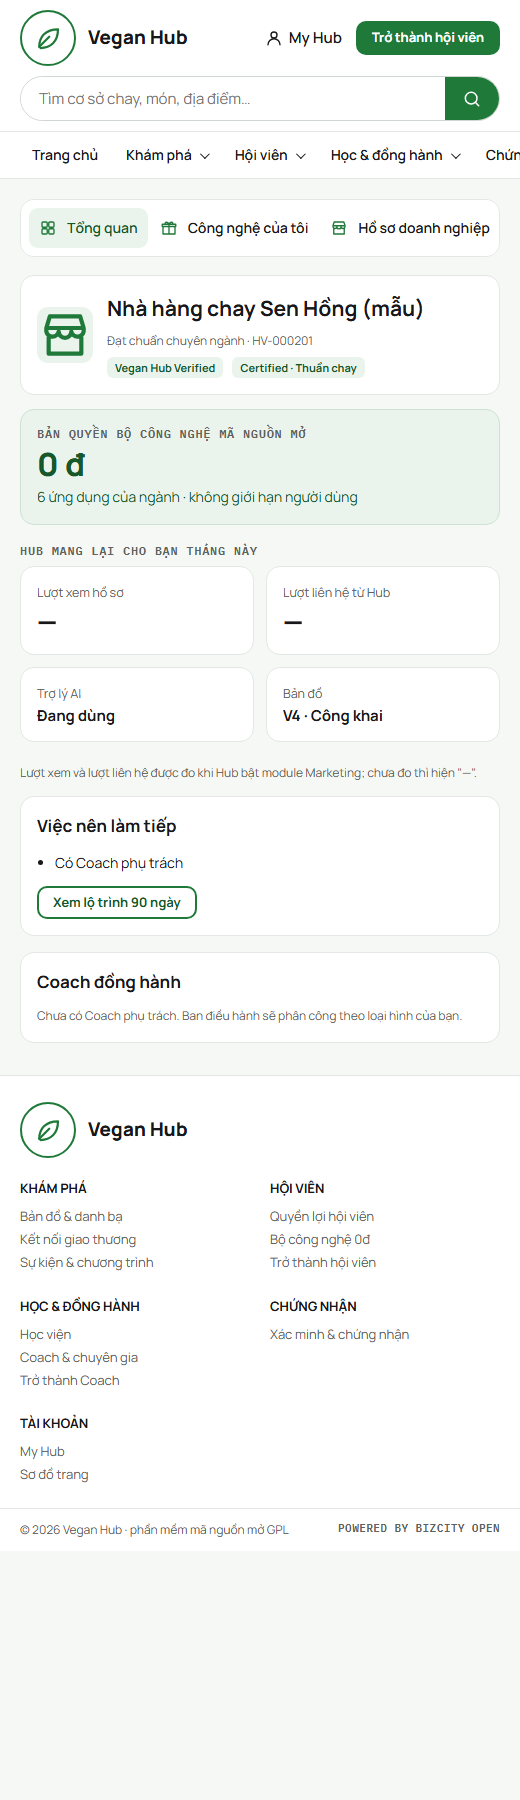 Vegan Hub
My Hub
Trở thành hội viên
Tìm cơ sở chay, món, địa điểm...
Trang chủ
Khám phá
Hội viên
Học & đồng hành
Chứn
Tổng quan
Công nghệ của tôi
Hồ sơ doanh nghiệp
Nhà hàng chay Sen Hồng (mẫu)
Đạt chuẩn chuyên ngành · HV-000201
Vegan Hub Verified
Certified · Thuần chay
BẢN QUYỀN BỘ CÔNG NGHỆ MÃ NGUỒN MỞ
0 đ
6 ứng dụng của ngành · không giới hạn người dùng
HUB MANG LẠI CHO BẠN THÁNG NÀY
Lượt xem hồ sơ
—
Lượt liên hệ từ Hub
—
Trợ lý AI
Đang dùng
Bản đồ
V4 · Công khai
Lượt xem và lượt liên hệ được đo khi Hub bật module Marketing; chưa đo thì hiện "—".
Việc nên làm tiếp
• Có Coach phụ trách
Xem lộ trình 90 ngày
Coach đồng hành
Chưa có Coach phụ trách. Ban điều hành sẽ phân công theo loại hình của bạn.
Vegan Hub
KHÁM PHÁ
Bản đồ & danh bạ
Kết nối giao thương
Sự kiện & chương trình
HỘI VIÊN
Quyền lợi hội viên
Bộ công nghệ 0đ
Trở thành hội viên
HỌC & ĐỒNG HÀNH
Học viện
Coach & chuyên gia
Trở thành Coach
CHỨNG NHẬN
Xác minh & chứng nhận
TÀI KHOẢN
My Hub
Sơ đồ trang
© 2026 Vegan Hub · phần mềm mã nguồn mở GPL
POWERED BY BIZCITY OPEN